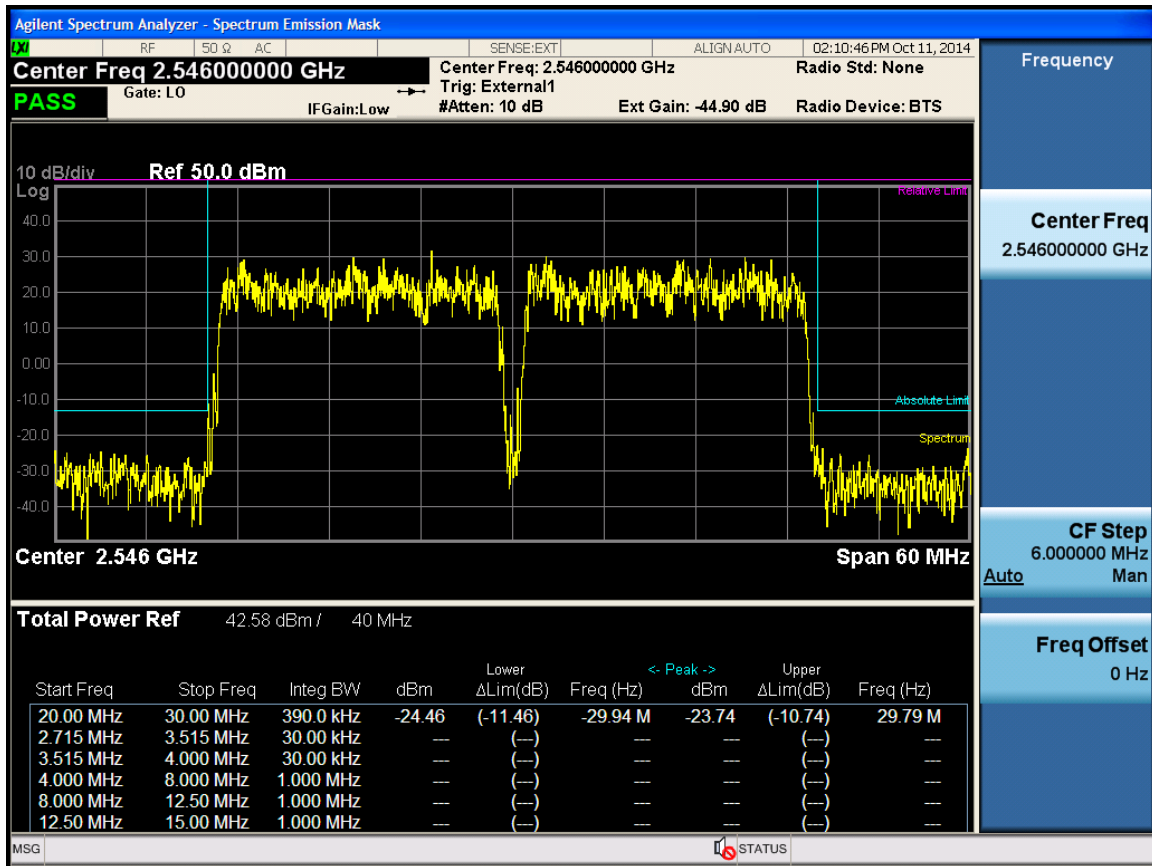 Agilent Spectrum Analyzer - Spectrum Emission Mask
LXI RF 50 Ω AC SENSE:EXT ALIGN AUTO 02:10:46 PM Oct 11, 2014
Center Freq 2.546000000 GHz
Center Freq: 2.546000000 GHz
Radio Std: None
PASS
Gate: LO
Trig: External1
IFGain:Low
#Atten: 10 dB
Ext Gain: -44.90 dB
Radio Device: BTS
10 dB/div Ref 50.0 dBm
Log
Relative Limit
40.0
30.0
20.0
10.0
0.00
-10.0
Absolute Limit
-20.0
Spectrum
-30.0
-40.0
Center 2.546 GHz
Span 60 MHz
Total Power Ref 42.58 dBm / 40 MHz
Lower <- Peak -> Upper
Start Freq Stop Freq Integ BW dBm ΔLim(dB) Freq (Hz) dBm ΔLim(dB) Freq (Hz)
20.00 MHz 30.00 MHz 390.0 kHz -24.46 (-11.46) -29.94 M -23.74 (-10.74) 29.79 M
2.715 MHz 3.515 MHz 30.00 kHz --- (---) --- --- (---) ---
3.515 MHz 4.000 MHz 30.00 kHz --- (---) --- --- (---) ---
4.000 MHz 8.000 MHz 1.000 MHz --- (---) --- --- (---) ---
8.000 MHz 12.50 MHz 1.000 MHz --- (---) --- --- (---) ---
12.50 MHz 15.00 MHz 1.000 MHz --- (---) --- --- (---) ---
MSG
STATUS
Frequency
Center Freq
2.546000000 GHz
CF Step
6.000000 MHz
Auto Man
Freq Offset
0 Hz